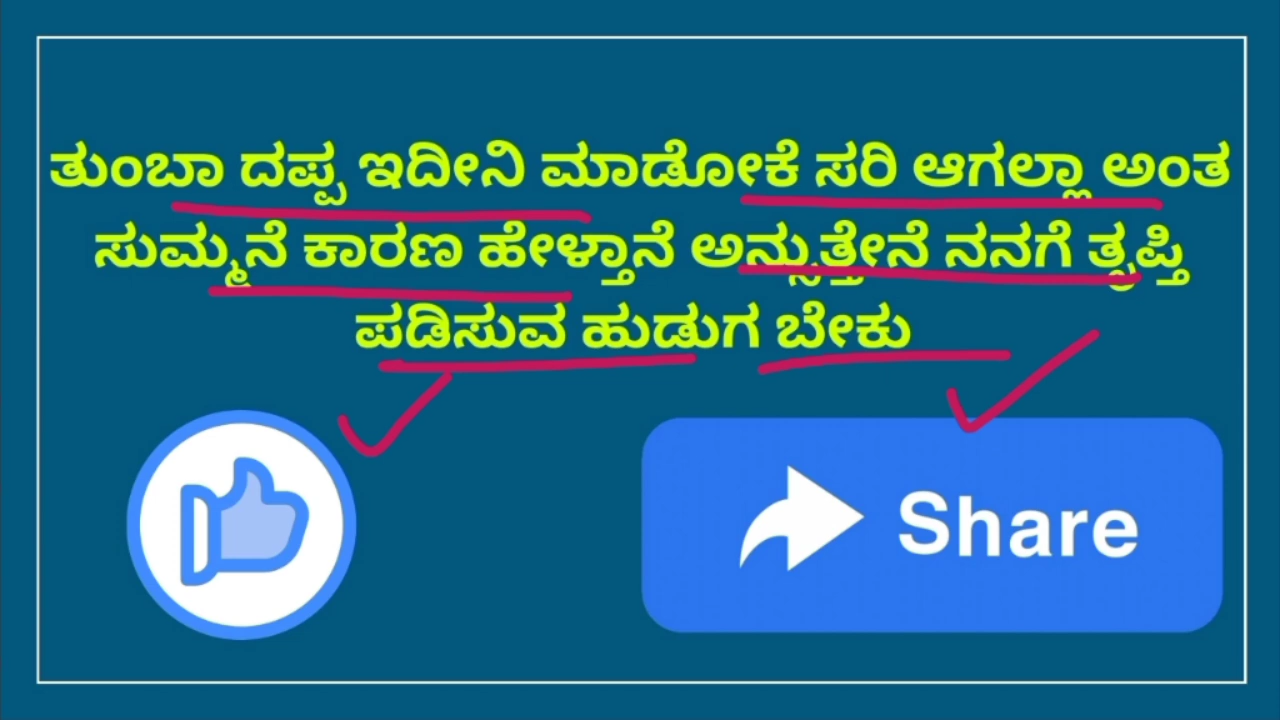 ತುಂಬಾ ದಪ್ಪ ಇದೀನಿ ಮಾಡೋಕೆ ಸರಿ ಆಗಲ್ಲಾ ಅಂತ
ಸುಮ್ಮನೆ ಕಾರಣ ಹೇಳ್ತಾನೆ ಅನ್ಸುತ್ತೇನೆ ನನಗೆ ತೃಪ್ತಿ
ಪಡಿಸುವ ಹುಡುಗ ಬೇಕು
Share